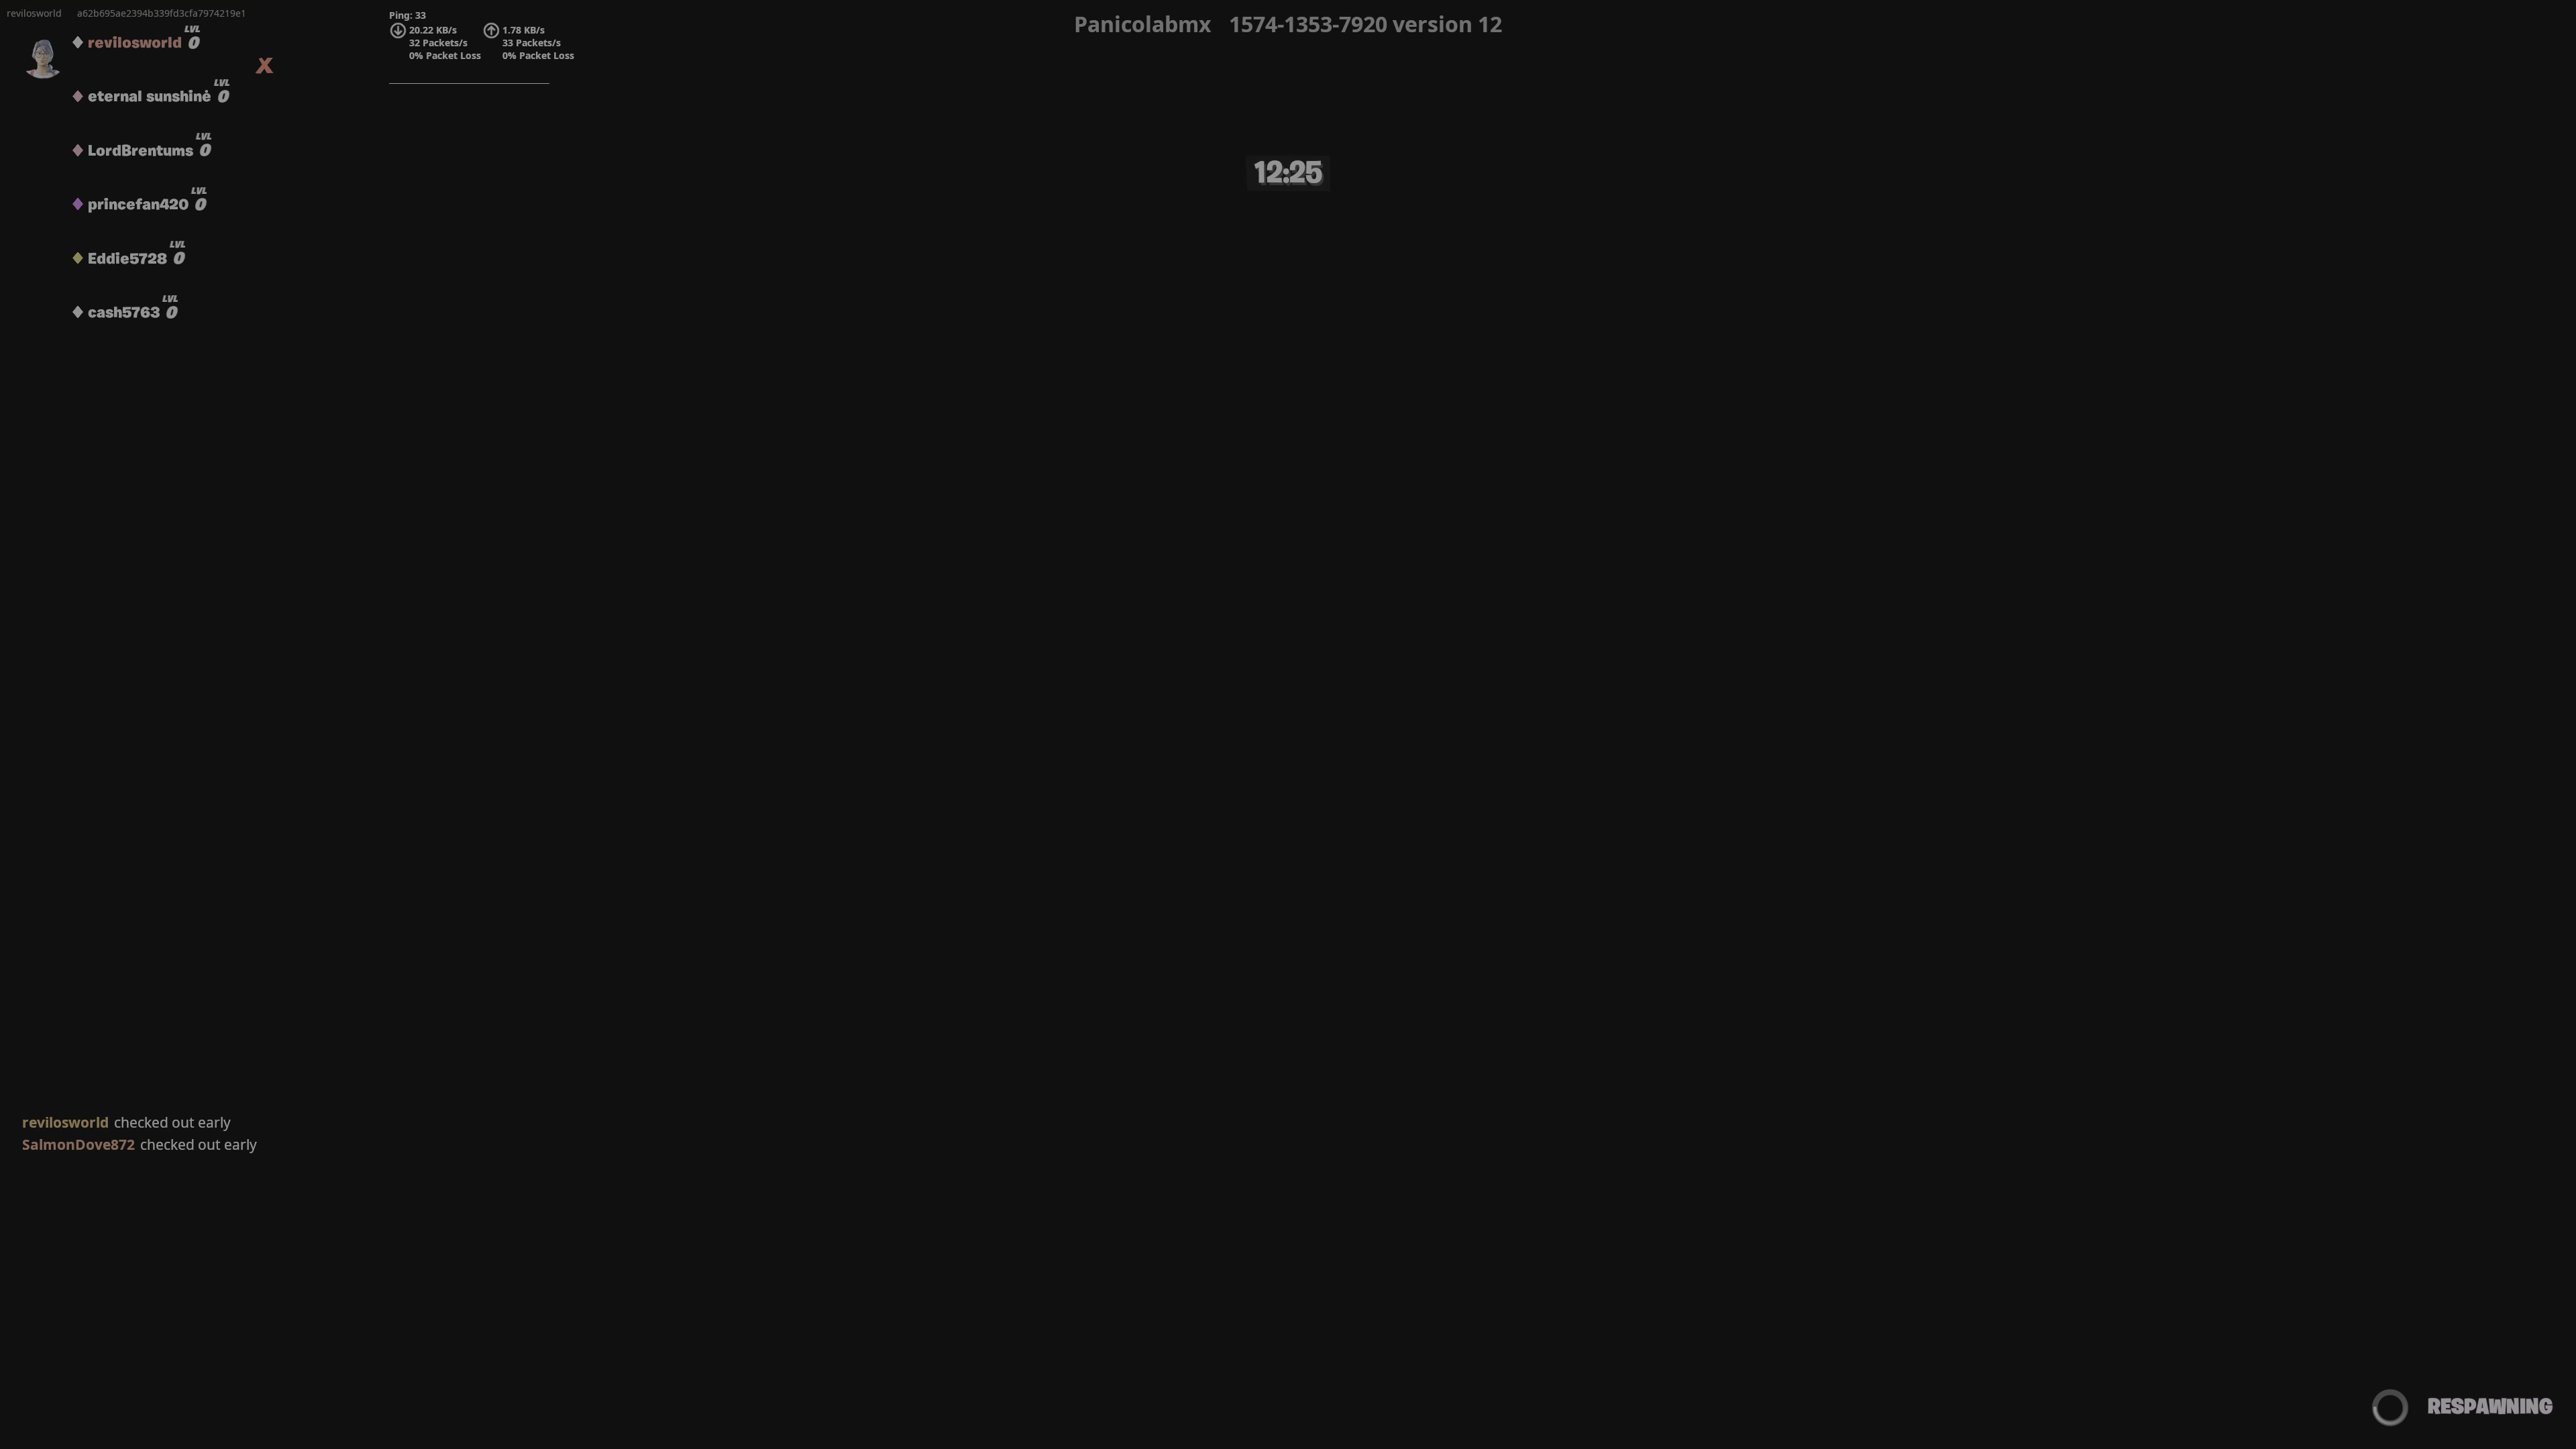 revilosworld a62b695ae2394b339fd3cfa7974219e1
LVL
revilosworld 0
X
LVL
eternal sunshinė 0
LVL
LordBrentums 0
LVL
princefan420 0
LVL
Eddie5728 0
LVL
cash5763 0
Ping: 33
20.22 KB/s 1.78 KB/s
32 Packets/s 33 Packets/s
0% Packet Loss 0% Packet Loss
Panicolabmx 1574-1353-7920 version 12
12:25
revilosworld checked out early
SalmonDove872 checked out early
RESPAWNING